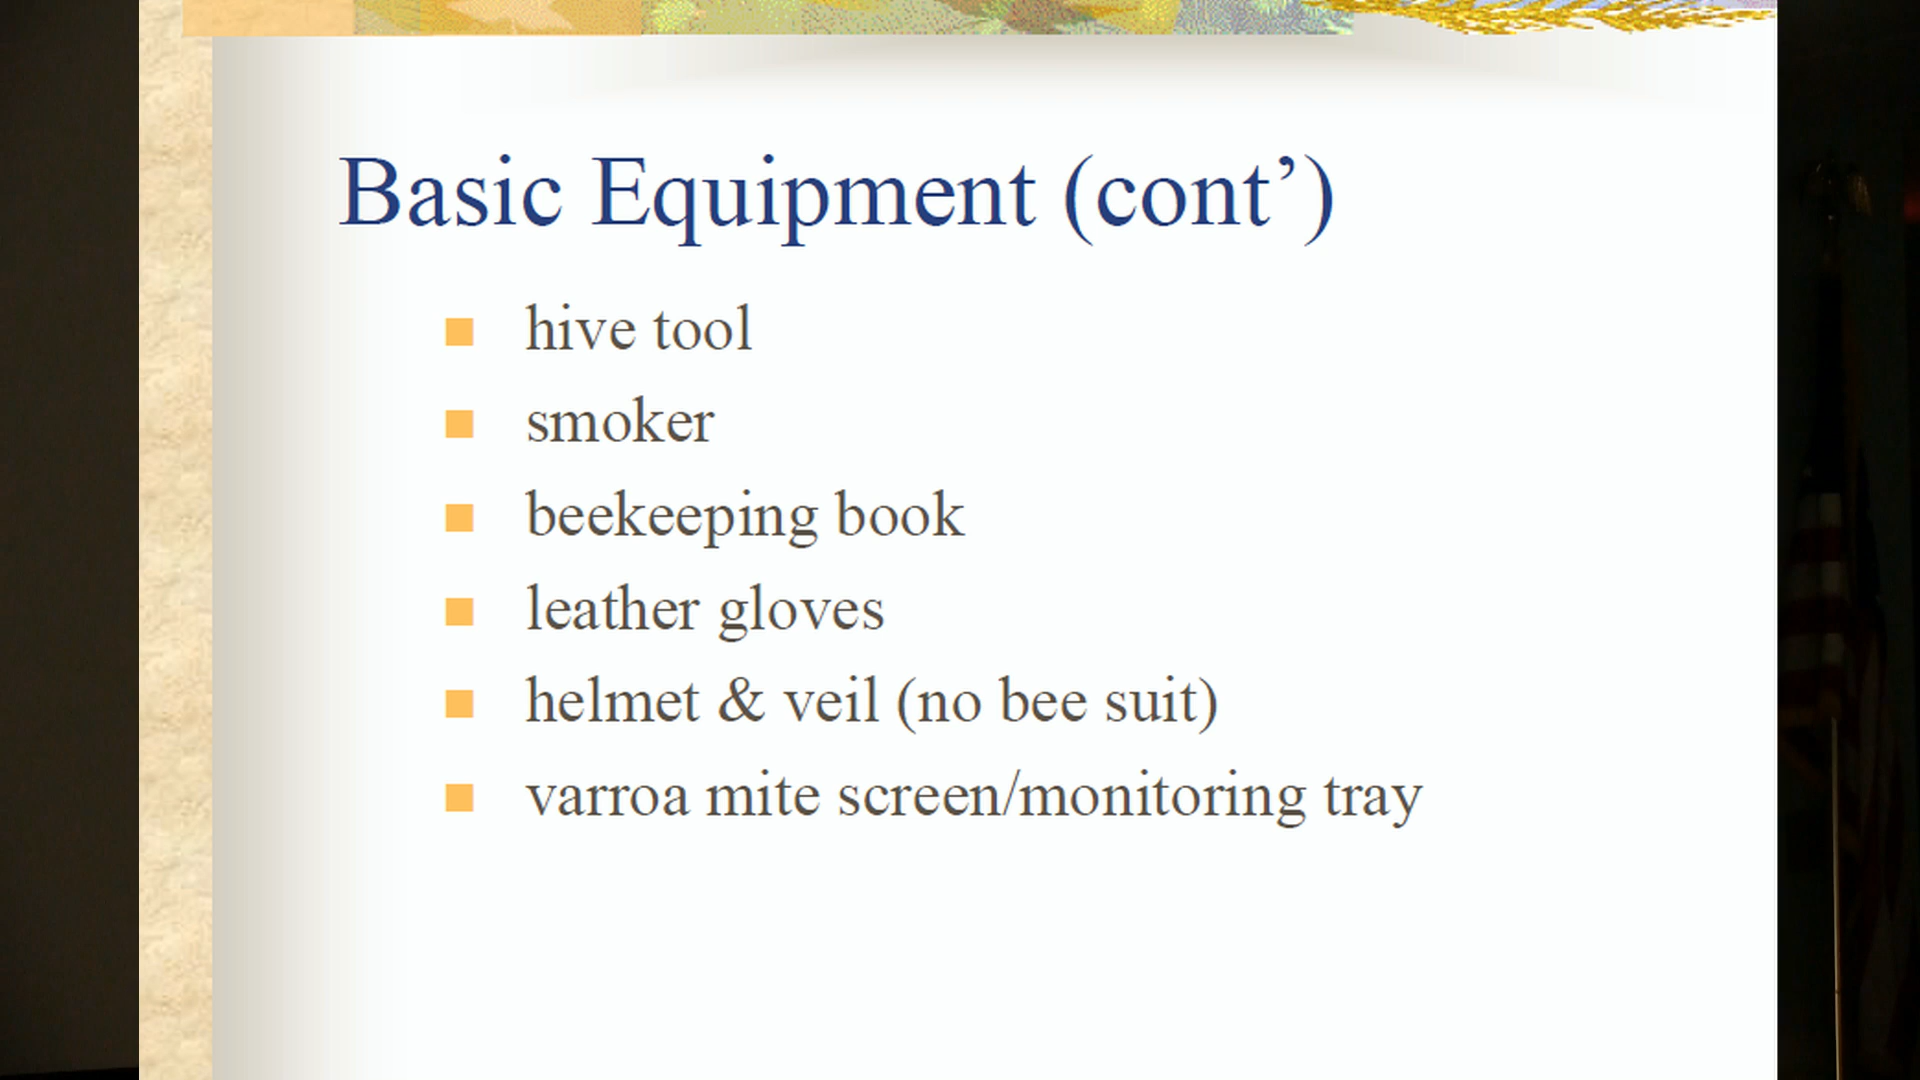 Basic Equipment (cont’)
hive tool
smoker
beekeeping book
leather gloves
helmet & veil (no bee suit)
varroa mite screen/monitoring tray